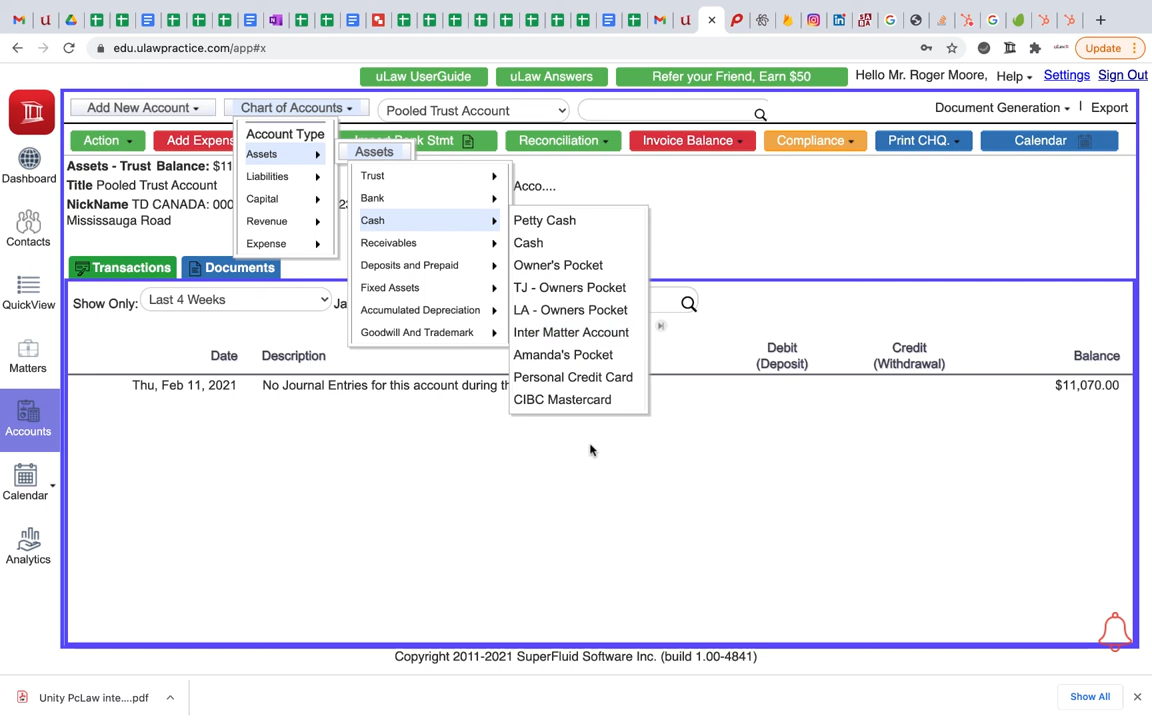 edu.ulawpractice.com/app#x
Update
uLaw UserGuide
uLaw Answers
Refer your Friend, Earn $50
Hello Mr. Roger Moore,
Help
Settings
Sign Out
Add New Account
Chart of Accounts
Pooled Trust Account
Document Generation
Export
Action
Bank Stmt
Reconciliation
Invoice Balance
Compliance
Print CHQ.
Calendar
Assets - Trust Balance: $11
Title Pooled Trust Account
NickName TD CANADA: 000
Mississauga Road
Acco....
Account Type
Assets
Liabilities
Capital
Revenue
Expense
Assets
Trust
Bank
Cash
Receivables
Deposits and Prepaid
Fixed Assets
Accumulated Depreciation
Goodwill And Trademark
Petty Cash
Cash
Owner's Pocket
TJ - Owners Pocket
LA - Owners Pocket
Inter Matter Account
Amanda's Pocket
Personal Credit Card
CIBC Mastercard
Dashboard
Contacts
QuickView
Matters
Accounts
Calendar
Analytics
Transactions
Documents
Show Only: Last 4 Weeks
Date
Description
Debit
(Deposit)
Credit
(Withdrawal)
Balance
Thu, Feb 11, 2021
No Journal Entries for this account during
$11,070.00
Copyright 2011-2021 SuperFluid Software Inc. (build 1.00-4841)
Unity PcLaw inte....pdf
Show All